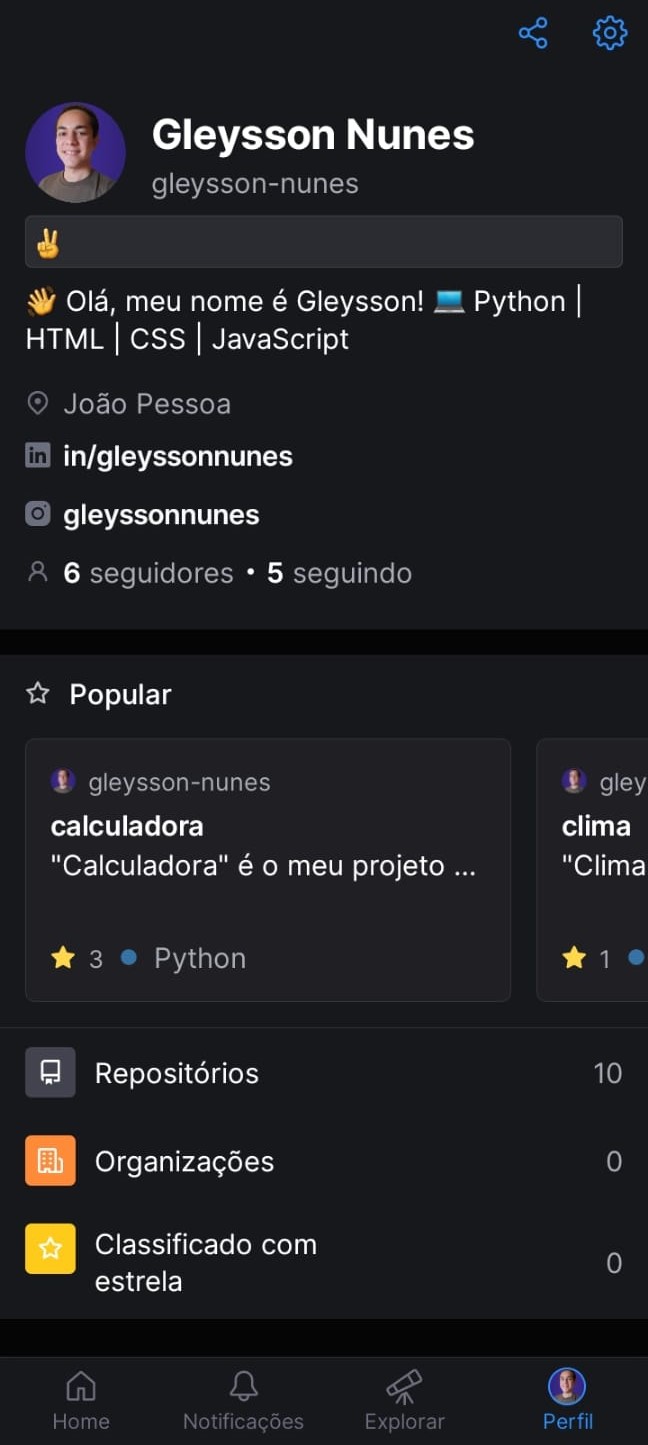 Gleysson Nunes
gleysson-nunes
✌️
👋 Olá, meu nome é Gleysson! 💻 Python |
HTML | CSS | JavaScript
João Pessoa
in/gleyssonnunes
gleyssonnunes
6 seguidores • 5 seguindo
Popular
gleysson-nunes
calculadora
"Calculadora" é o meu projeto ...
3 Python
gley
clima
"Clima
1
Repositórios 10
Organizações 0
Classificado com
estrela 0
Home Notificações Explorar Perfil